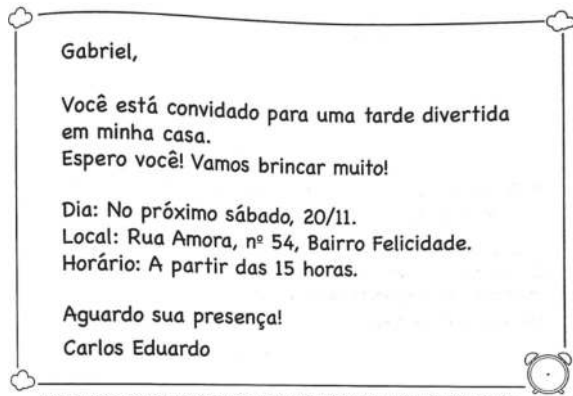 Gabriel,
Você está convidado para uma tarde divertida
em minha casa.
Espero você! Vamos brincar muito!
Dia: No próximo sábado, 20/11.
Local: Rua Amora, nº 54, Bairro Felicidade.
Horário: A partir das 15 horas.
Aguardo sua presença!
Carlos Eduardo